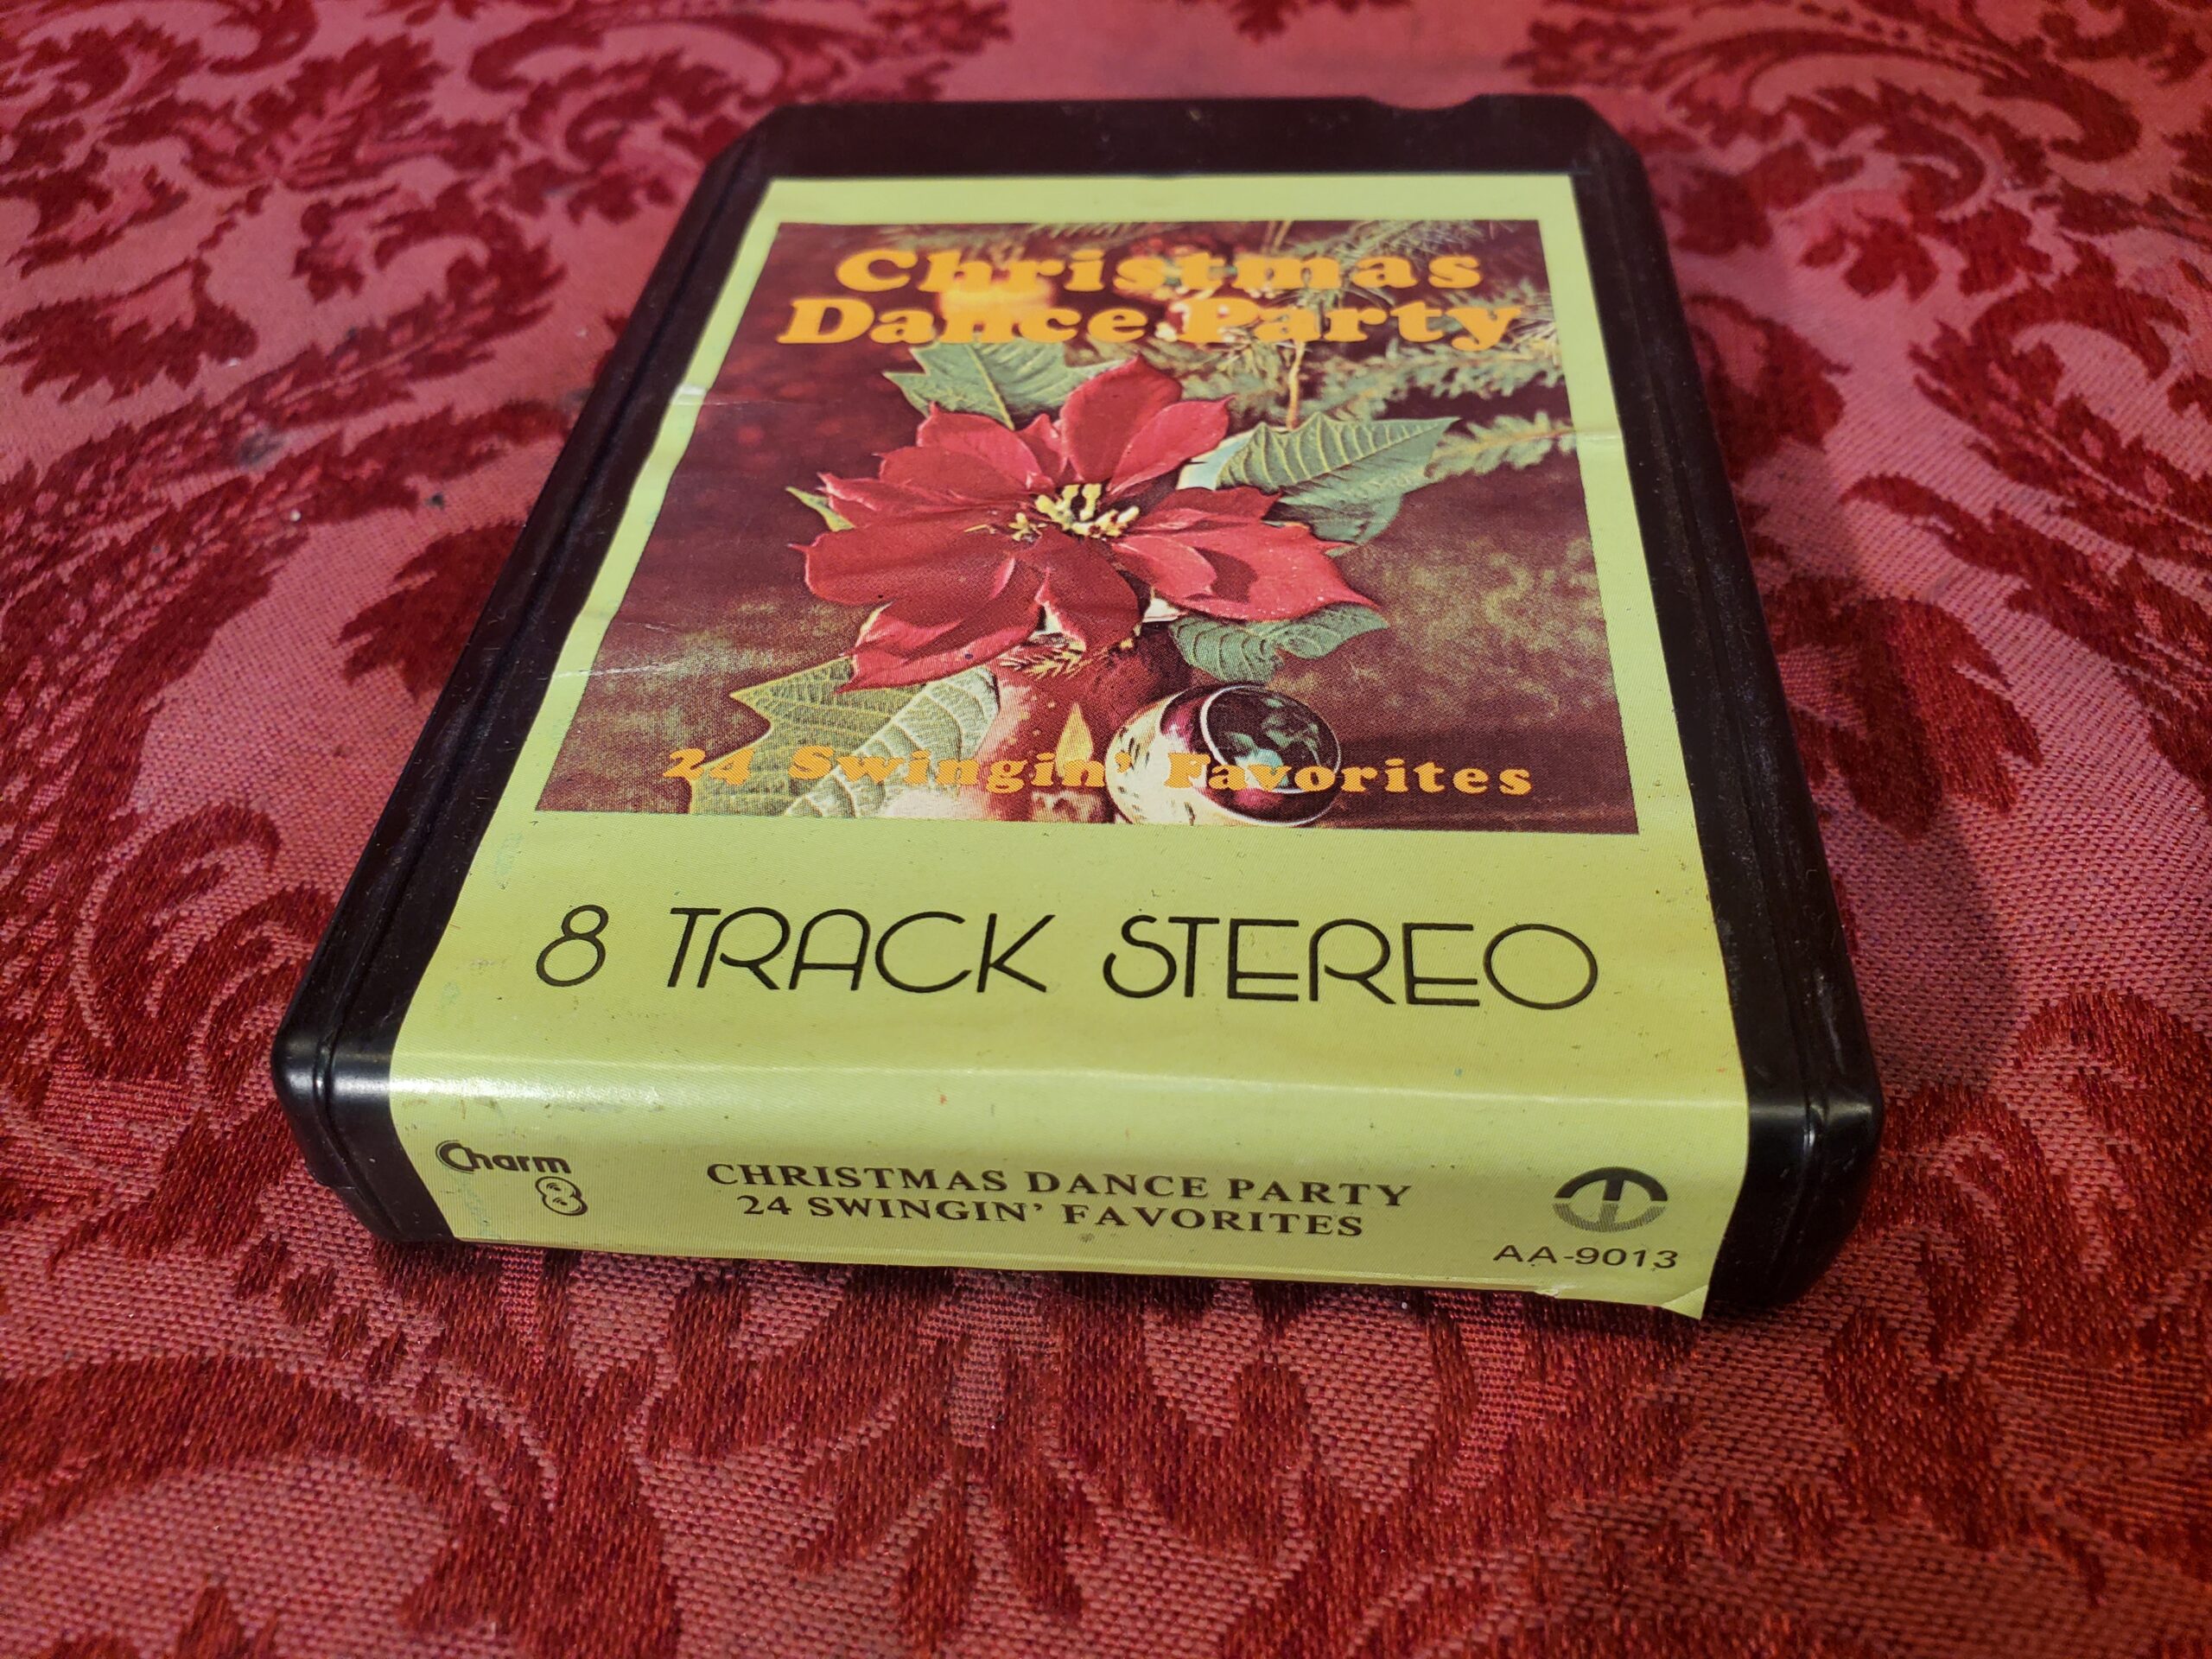 Christmas
Dance Party
24 Swingin' Favorites
8 TRACK STEREO
Charm
8
CHRISTMAS DANCE PARTY
24 SWINGIN' FAVORITES
AA-9013